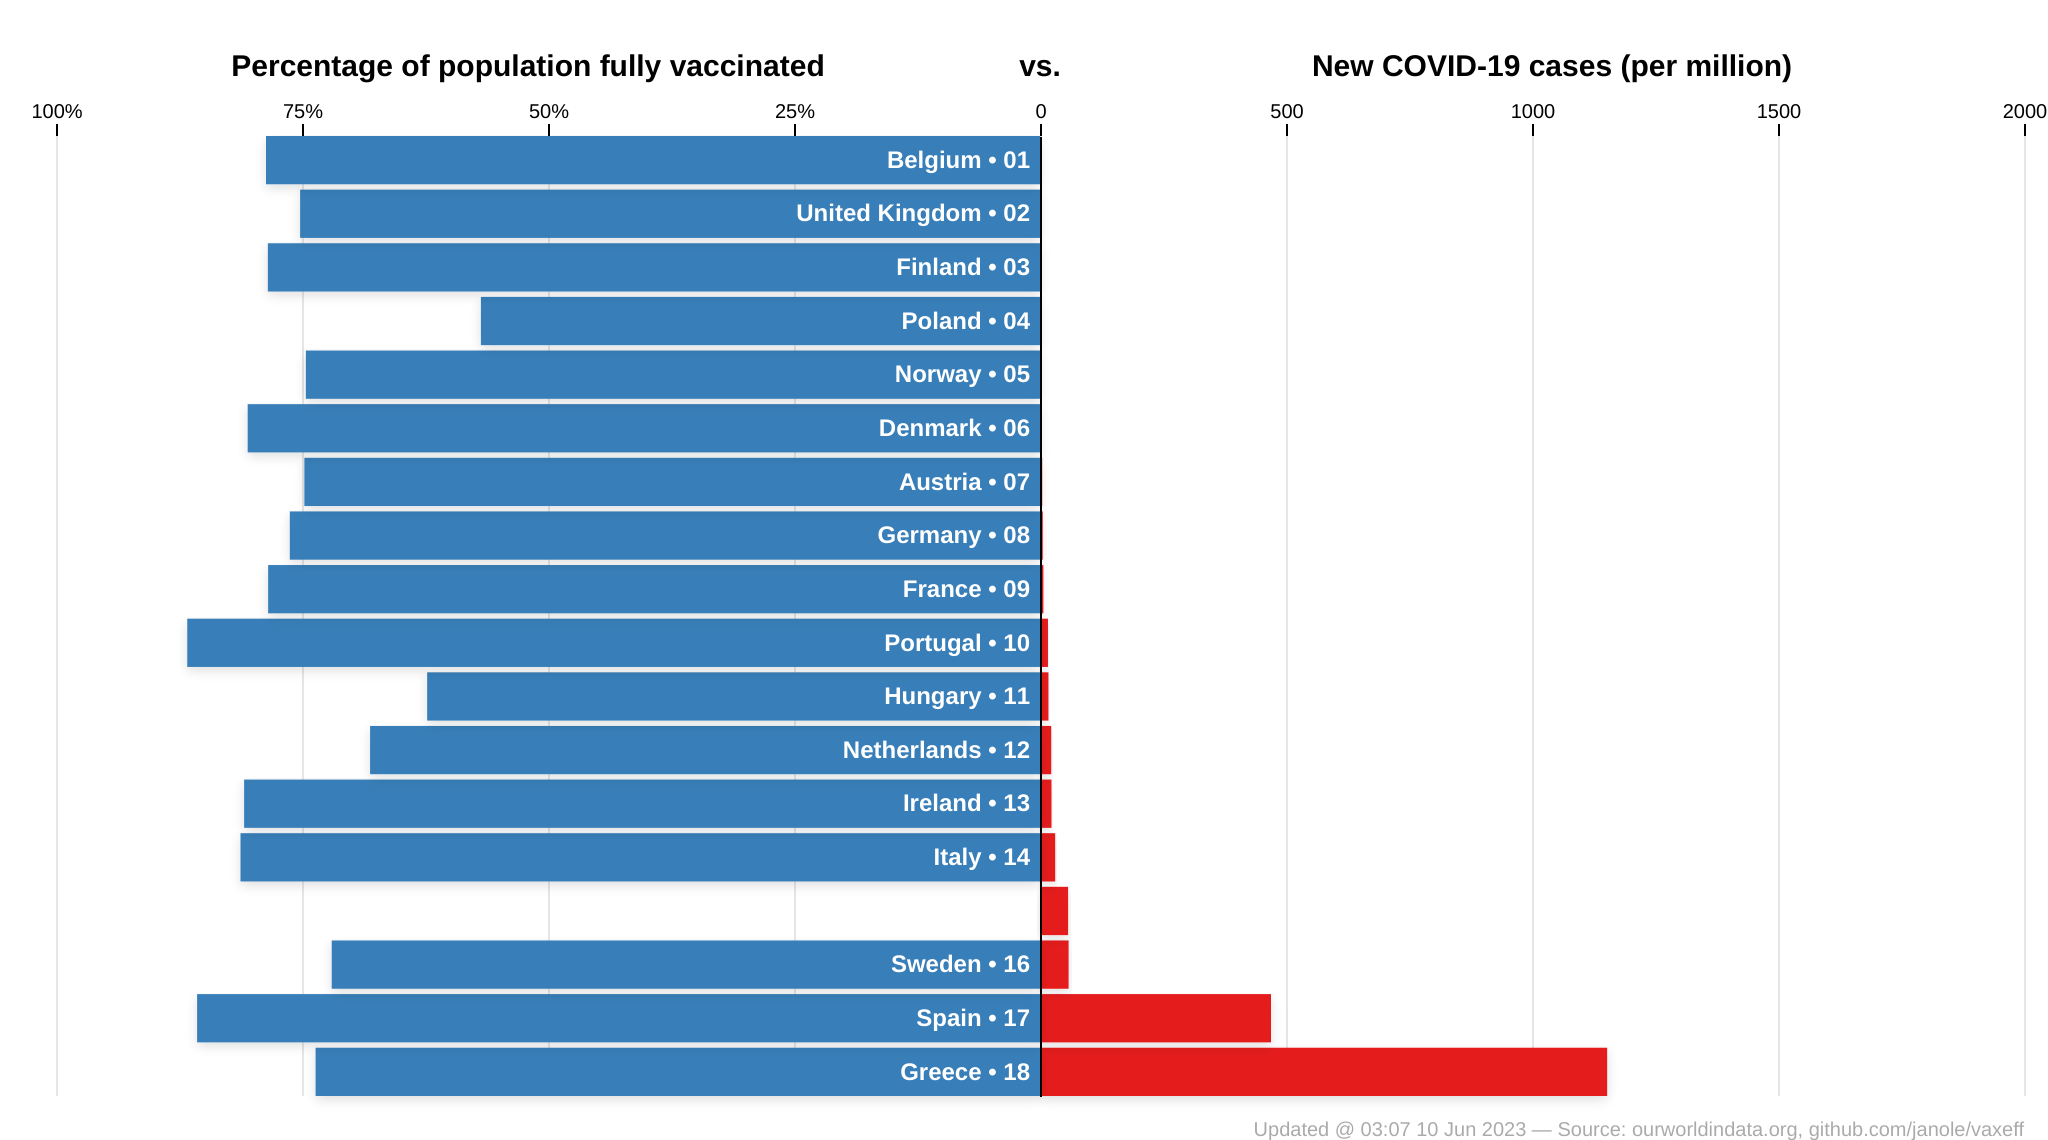 Percentage of population fully vaccinated vs. New COVID-19 cases (per million)
100% 75% 50% 25% 0 500 1000 1500 2000
Belgium • 01
United Kingdom • 02
Finland • 03
Poland • 04
Norway • 05
Denmark • 06
Austria • 07
Germany • 08
France • 09
Portugal • 10
Hungary • 11
Netherlands • 12
Ireland • 13
Italy • 14
Sweden • 16
Spain • 17
Greece • 18
Updated @ 03:07 10 Jun 2023 — Source: ourworldindata.org, github.com/janole/vaxeff